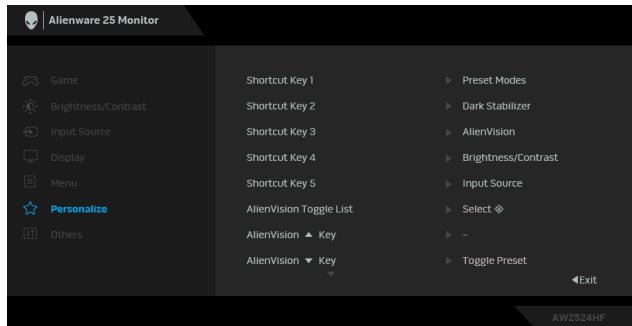 Alienware 25 Monitor
Game
Brightness/Contrast
Input Source
Display
Menu
Personalize
Others
Shortcut Key 1 Preset Modes
Shortcut Key 2 Dark Stabilizer
Shortcut Key 3 AlienVision
Shortcut Key 4 Brightness/Contrast
Shortcut Key 5 Input Source
AlienVision Toggle List Select
AlienVision ▲ Key –
AlienVision ▼ Key Toggle Preset
◀Exit
AW2524HF